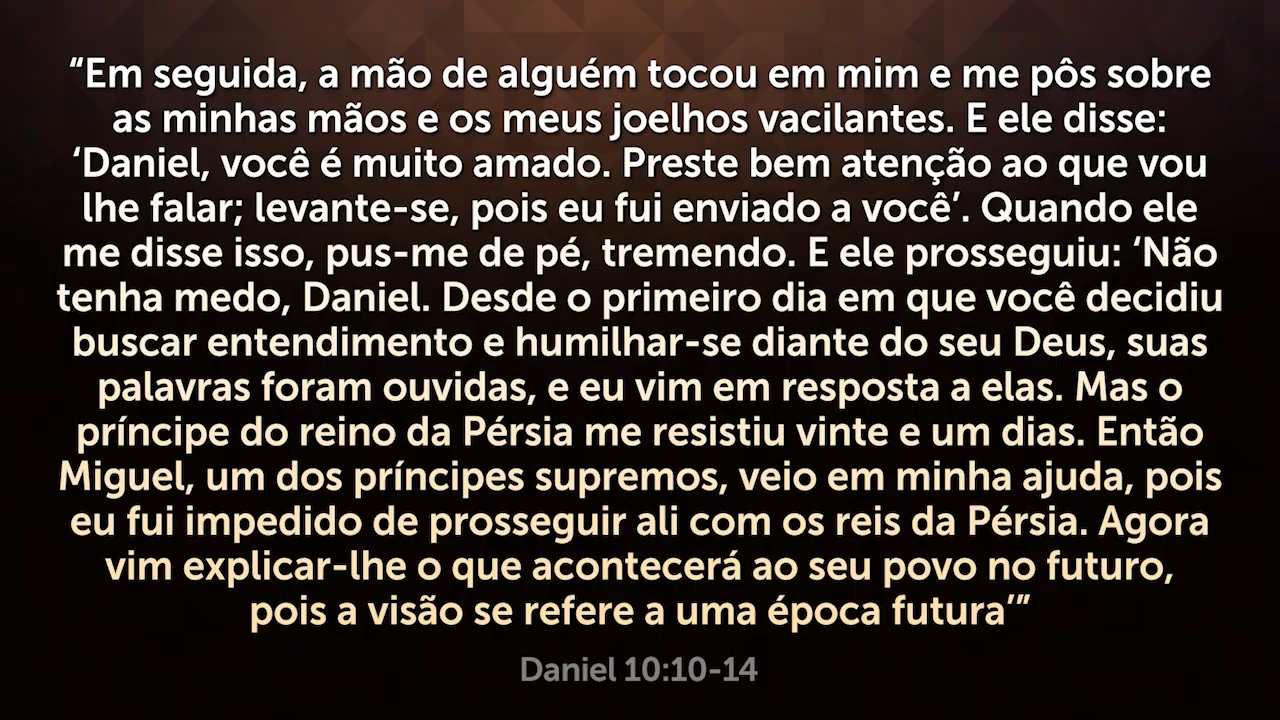 “Em seguida, a mão de alguém tocou em mim e me pôs sobre
as minhas mãos e os meus joelhos vacilantes. E ele disse:
‘Daniel, você é muito amado. Preste bem atenção ao que vou
lhe falar; levante-se, pois eu fui enviado a você’. Quando ele
me disse isso, pus-me de pé, tremendo. E ele prosseguiu: ‘Não
tenha medo, Daniel. Desde o primeiro dia em que você decidiu
buscar entendimento e humilhar-se diante do seu Deus, suas
palavras foram ouvidas, e eu vim em resposta a elas. Mas o
príncipe do reino da Pérsia me resistiu vinte e um dias. Então
Miguel, um dos príncipes supremos, veio em minha ajuda, pois
eu fui impedido de prosseguir ali com os reis da Pérsia. Agora
vim explicar-lhe o que acontecerá ao seu povo no futuro,
pois a visão se refere a uma época futura’”
Daniel 10:10-14